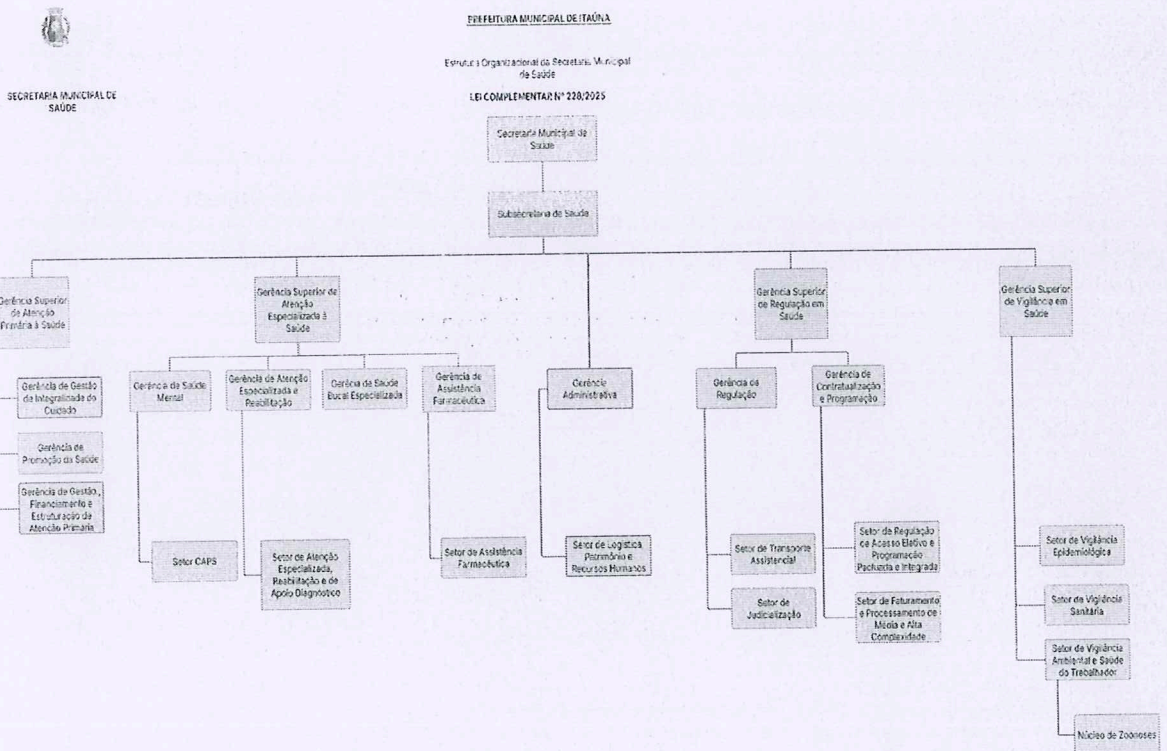 PREFEITURA MUNICIPAL DE ITAÚNA
Estrutura Organizacional da Secretaria Municipal
de Saúde
SECRETARIA MUNICIPAL DE
SAÚDE
LEI COMPLEMENTAR Nº 228/2025
Secretaria Municipal de
Saúde
Subsecretaria de Saúde
Gerência Superior
de Atenção
Primária à Saúde
Gerência Superior de
Atenção
Especializada à
Saúde
Gerência Superior
de Regulação em
Saúde
Gerência Superior
de Vigilância em
Saúde
Gerência de Gestão
da Integralidade do
Cuidado
Gerência de
Promoção da Saúde
Gerência de Gestão,
Financiamento e
Estruturação da
Atenção Primária
Gerência de Saúde
Mental
Gerência de Atenção
Especializada e
Reabilitação
Gerência de Saúde
Bucal Especializada
Gerência de
Assistência
Farmacêutica
Gerência
Administrativa
Gerência de
Regulação
Gerência de
Contratualização
e Programação
Setor CAPS
Setor de Atenção
Especializada,
Reabilitação e de
Apoio Diagnóstico
Setor de Assistência
Farmacêutica
Setor de Logística
Patrimônio e
Recursos Humanos
Setor de Transporte
Assistencial
Setor de
Judicialização
Setor de Regulação
de Acesso Eletivo e
Programação
Pactuada e Integrada
Setor de Faturamento
e Processamento de
Média e Alta
Complexidade
Setor de Vigilância
Epidemiológica
Setor de Vigilância
Sanitária
Setor de Vigilância
Ambiental e Saúde
do Trabalhador
Núcleo de Zoonoses